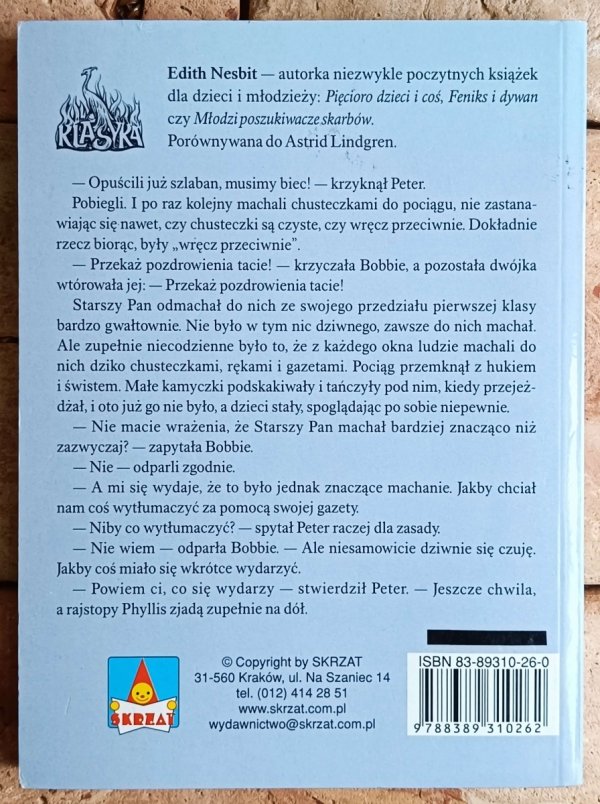 KLASYKA
Edith Nesbit — autorka niezwykle poczytnych książek
dla dzieci i młodzieży: Pięcioro dzieci i coś, Feniks i dywan
czy Młodzi poszukiwacze skarbów.
Porównywana do Astrid Lindgren.
— Opuścili już szlaban, musimy biec! — krzyknął Peter.
Pobiegli. I po raz kolejny machali chusteczkami do pociągu, nie zastana-
wiając się nawet, czy chusteczki są czyste, czy wręcz przeciwnie. Dokładnie
rzecz biorąc, były „wręcz przeciwnie”.
— Przekaż pozdrowienia tacie! — krzyczała Bobbie, a pozostała dwójka
wtórowała jej: — Przekaż pozdrowienia tacie!
Starszy Pan odmachał do nich ze swojego przedziału pierwszej klasy
bardzo gwałtownie. Nie było w tym nic dziwnego, zawsze do nich machał.
Ale zupełnie niecodzienne było to, że z każdego okna ludzie machali do
nich dziko chusteczkami, rękami i gazetami. Pociąg przemknął z hukiem
i świstem. Małe kamyczki podskakiwały i tańczyły pod nim, kiedy przejeż-
dżał, i oto już go nie było, a dzieci stały, spoglądając po sobie niepewnie.
— Nie macie wrażenia, że Starszy Pan machał bardziej znacząco niż
zazwyczaj? — zapytała Bobbie.
— Nie — odparli zgodnie.
— A mi się wydaje, że to było jednak znaczące machanie. Jakby chciał
nam coś wytłumaczyć za pomocą swojej gazety.
— Niby co wytłumaczyć? — spytał Peter raczej dla zasady.
— Nie wiem — odparła Bobbie. — Ale niesamowicie dziwnie się czuję.
Jakby coś miało się wkrótce wydarzyć.
— Powiem ci, co się wydarzy — stwierdził Peter. — Jeszcze chwila,
a rajstopy Phyllis zjadą zupełnie na dół.
SKRZAT
© Copyright by SKRZAT
31-560 Kraków, ul. Na Szaniec 14
tel. (012) 414 28 51
www.skrzat.com.pl
wydawnictwo@skrzat.com.pl
ISBN 83-89310-26-0
9 788389 310262